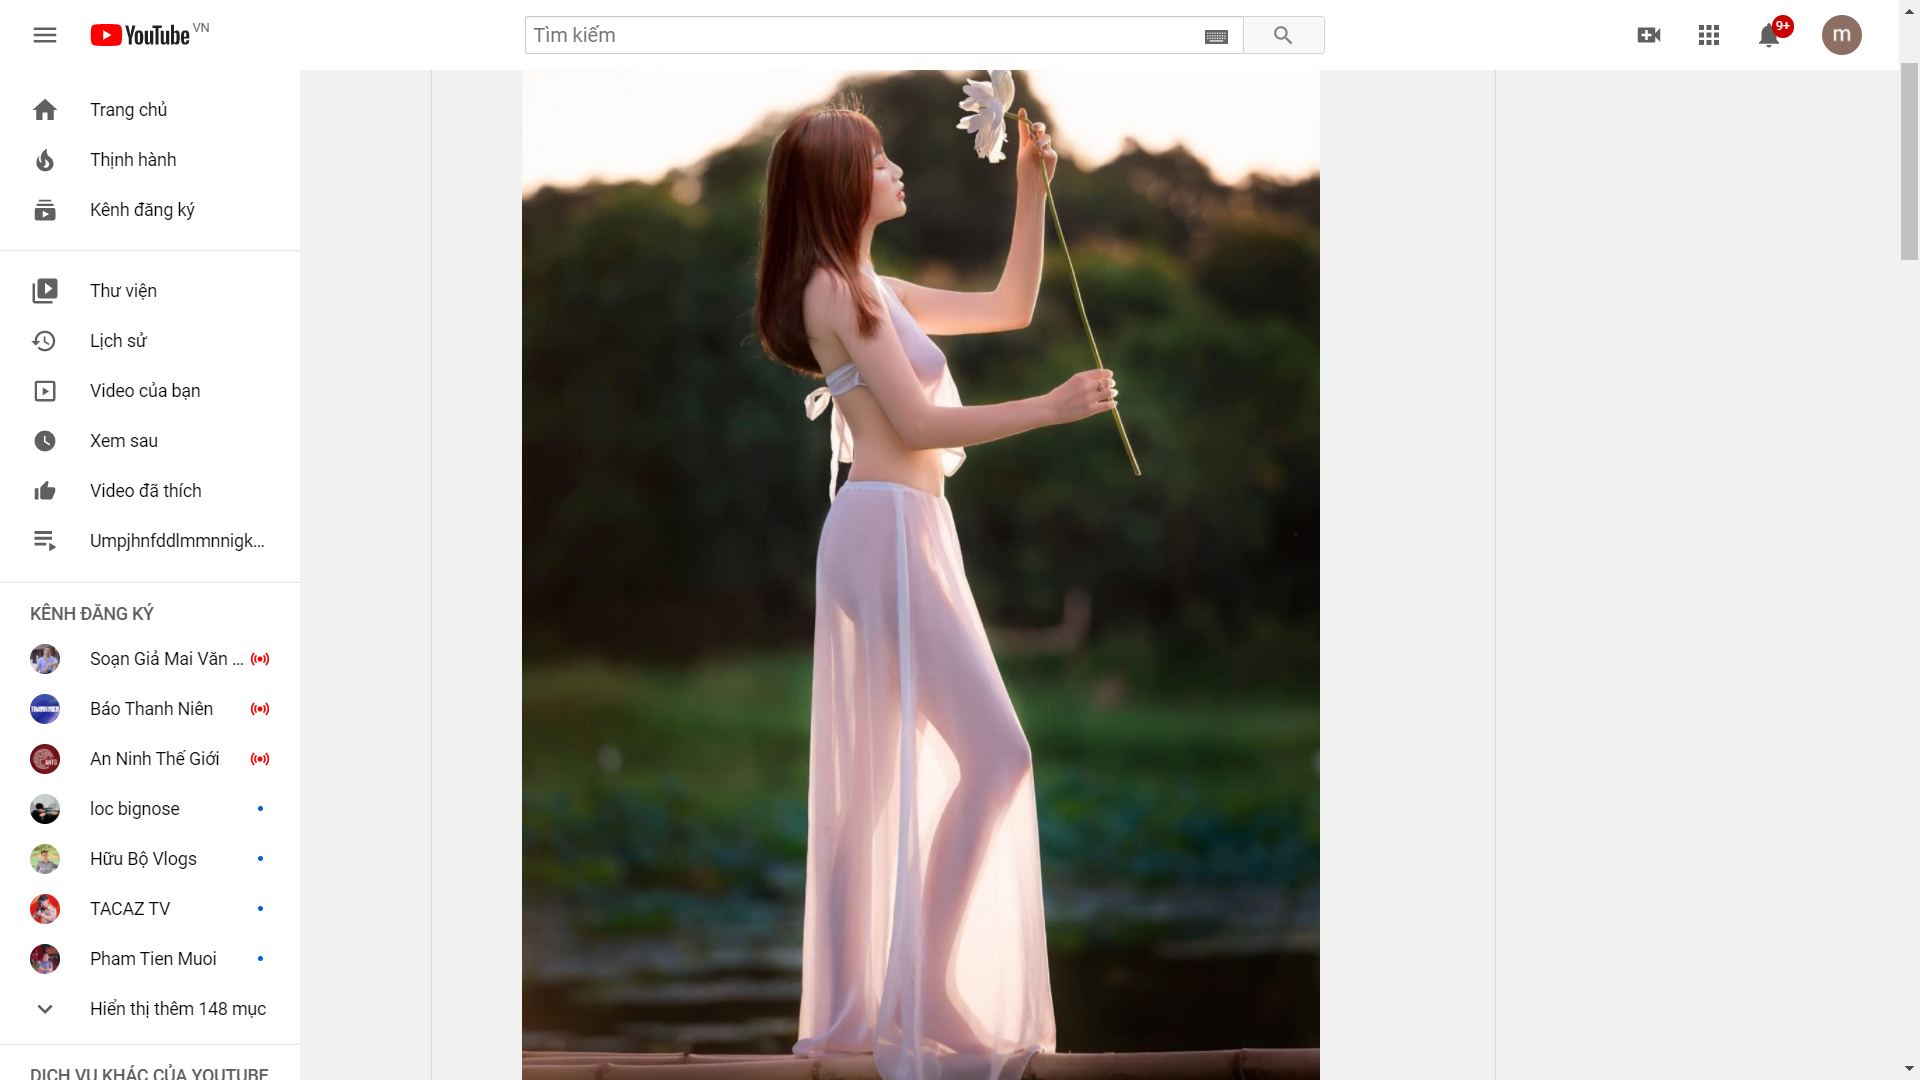 YouTube VN
Tìm kiếm
9+
m
Trang chủ
Thịnh hành
Kênh đăng ký
Thư viện
Lịch sử
Video của bạn
Xem sau
Video đã thích
Umpjhnfddlmmnnigk...
KÊNH ĐĂNG KÝ
Soạn Giả Mai Văn ...
Báo Thanh Niên
An Ninh Thế Giới
loc bignose
Hữu Bộ Vlogs
TACAZ TV
Pham Tien Muoi
Hiển thị thêm 148 mục
DỊCH VỤ KHÁC CỦA YOUTUBE